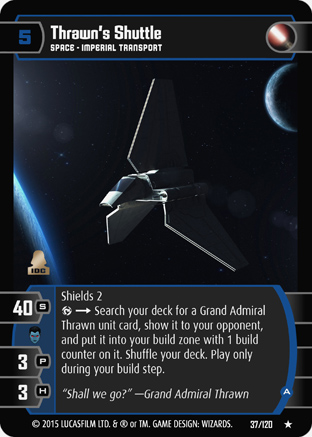 5
Thrawn's Shuttle
SPACE - IMPERIAL TRANSPORT
IDC
40 S
3 P
3 H
Shields 2
→ Search your deck for a Grand Admiral
Thrawn unit card, show it to your opponent,
and put it into your build zone with 1 build
counter on it. Shuffle your deck. Play only
during your build step.
"Shall we go?" —Grand Admiral Thrawn
A
© 2015 LUCASFILM LTD. & ® or TM. GAME DESIGN: WIZARDS.
37/120 ★